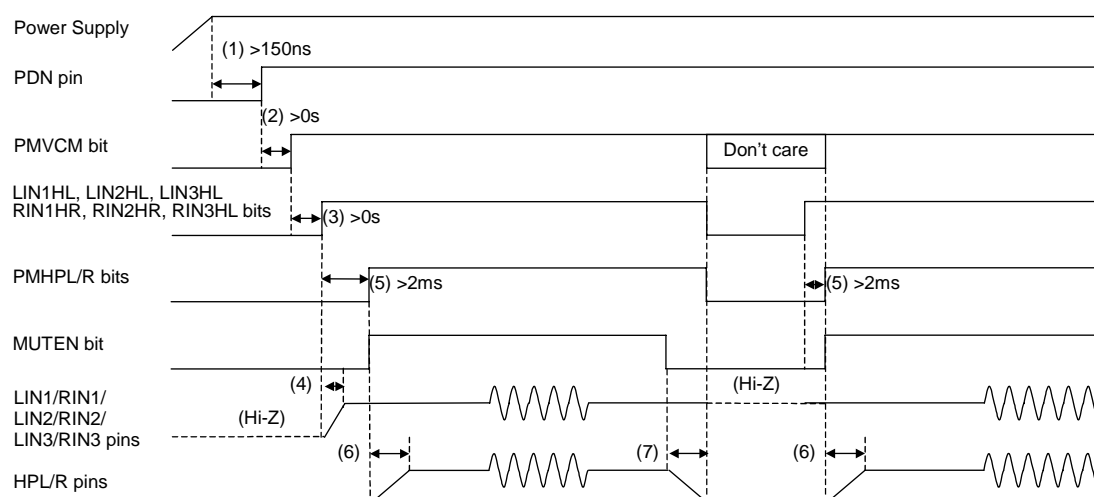 Power Supply
(1) >150ns
PDN pin
(2) >0s
PMVCM bit
Don't care
LIN1HL, LIN2HL, LIN3HL
RIN1HR, RIN2HR, RIN3HL bits
(3) >0s
PMHPL/R bits
(5) >2ms
(5) >2ms
MUTEN bit
(4)
(Hi-Z)
LIN1/RIN1/
LIN2/RIN2/
LIN3/RIN3 pins
(Hi-Z)
(6)
(7)
(6)
HPL/R pins